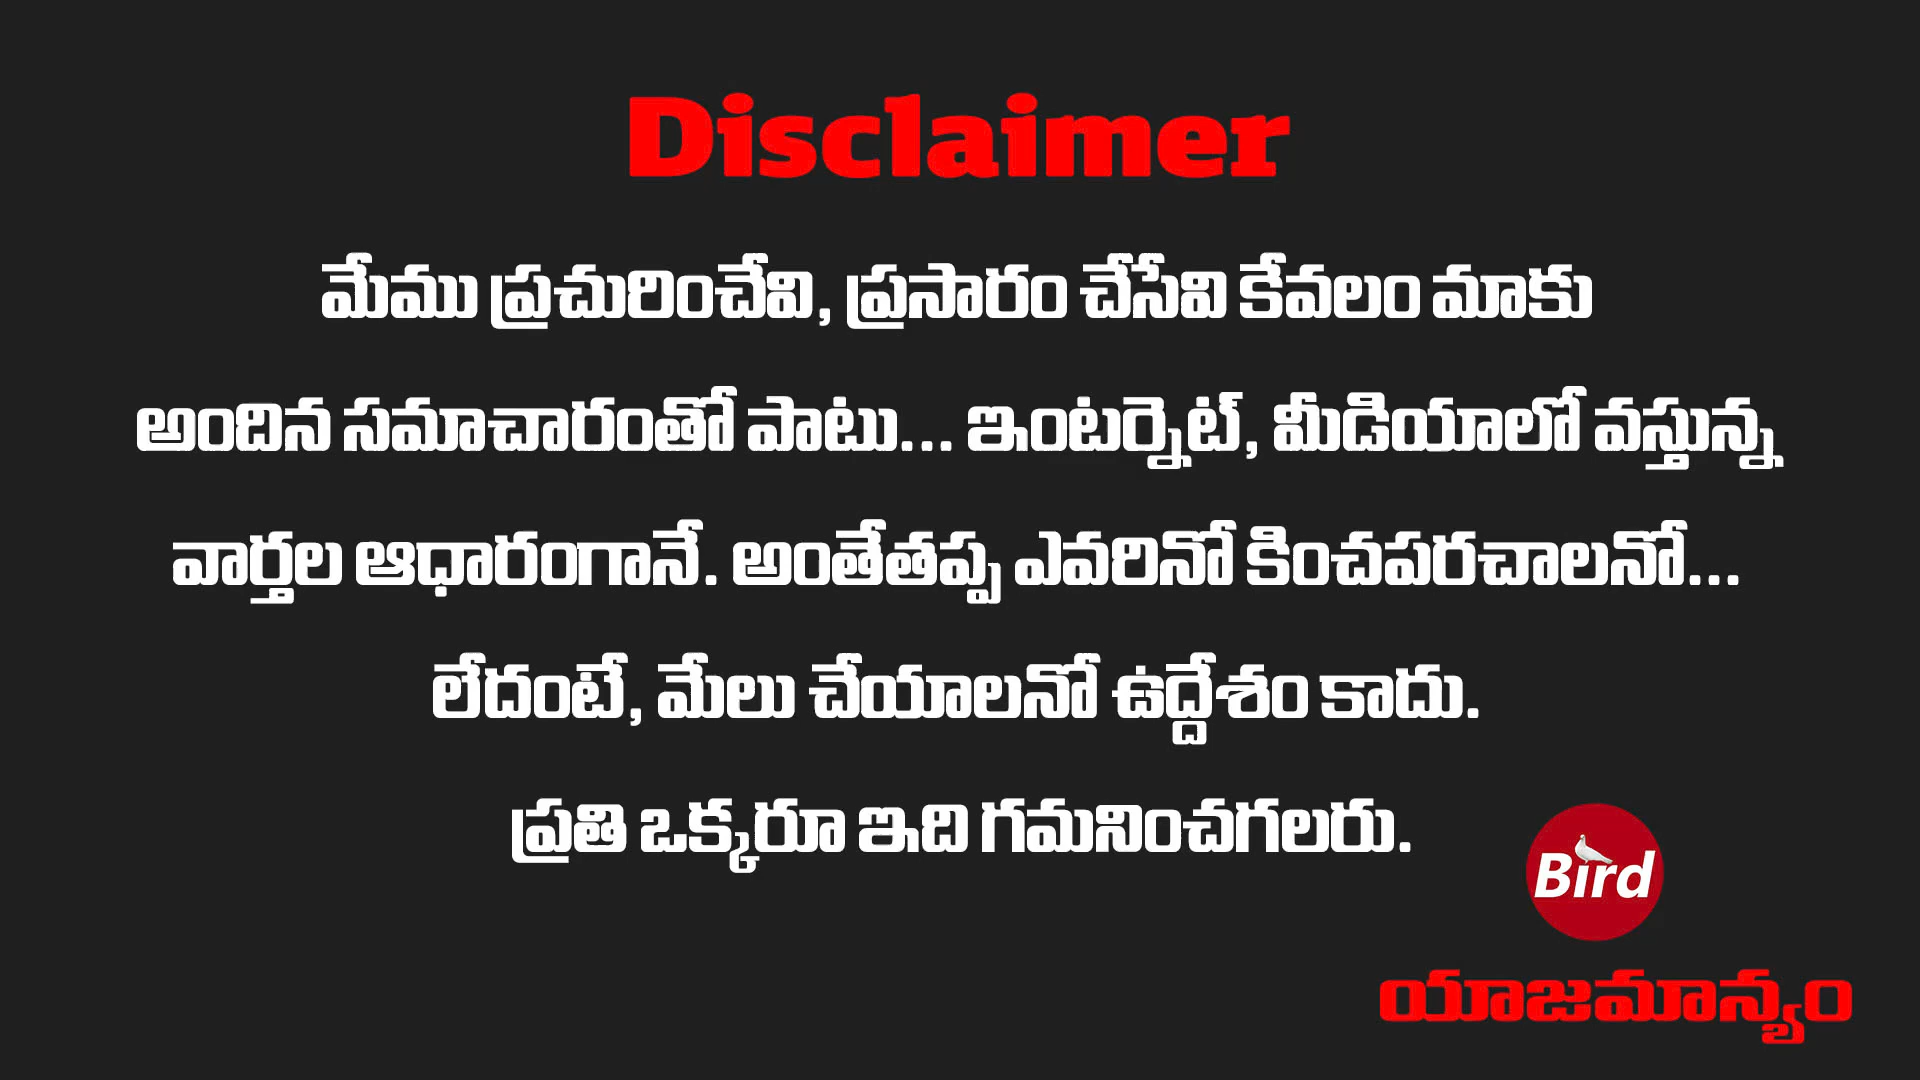 Disclaimer
మేము ప్రచురించేవి, ప్రసారం చేసేవి కేవలం మాకు
అందిన సమాచారంతో పాటు... ఇంటర్నెట్, మీడియాలో వస్తున్న
వార్తల ఆధారంగానే. అంతేతప్ప ఎవరినో కించపరచాలనో...
లేదంటే, మేలు చేయాలనో ఉద్దేశం కాదు.
ప్రతి ఒక్కరూ ఇది గమనించగలరు.
Bird
యాజమాన్యం